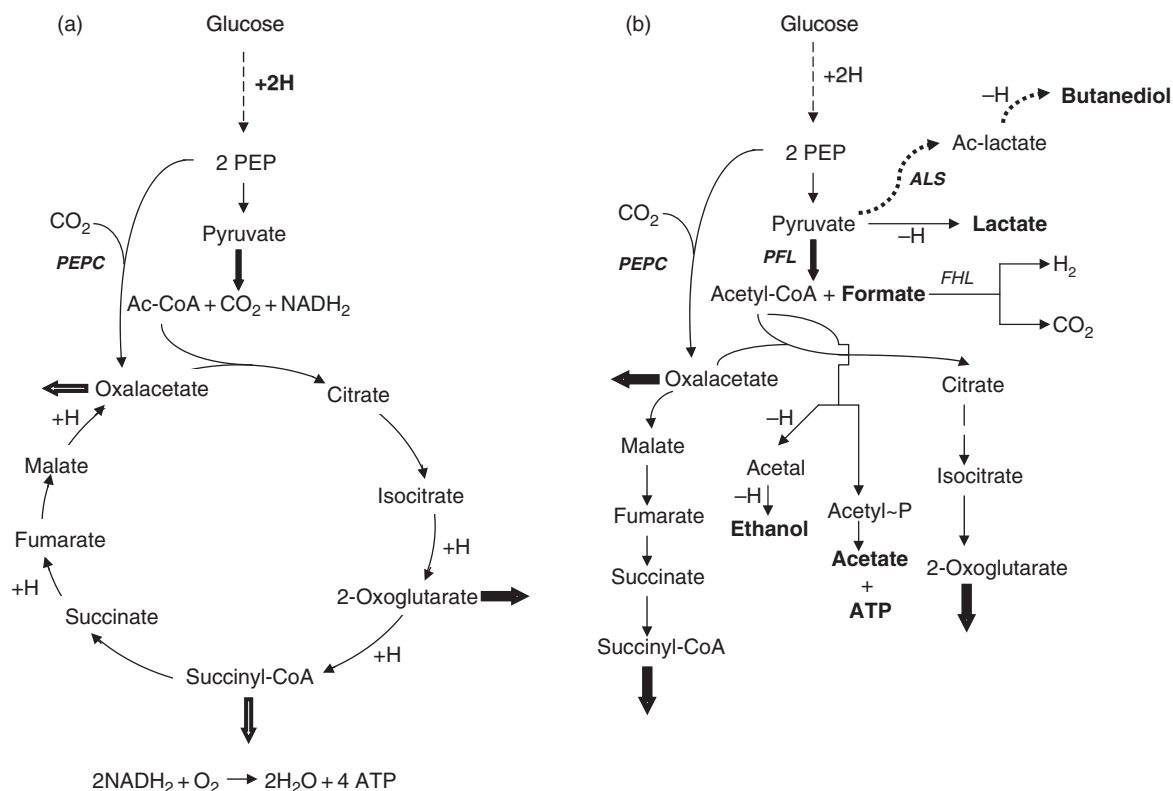 (a)
Glucose
+2H
2 PEP
CO₂
PEPC
Pyruvate
Ac-CoA + CO₂ + NADH₂
Oxalacetate
Citrate
+H
Malate
Isocitrate
Fumarate
+H
+H
2-Oxoglutarate
Succinate
+H
Succinyl-CoA
2NADH₂ + O₂ → 2H₂O + 4 ATP
(b)
Glucose
+2H
–H
Butanediol
2 PEP
Ac-lactate
ALS
CO₂
Pyruvate
–H
Lactate
PEPC
PFL
Acetyl-CoA + Formate
FHL
H₂
CO₂
Oxalacetate
Citrate
–H
Malate
Acetal
Isocitrate
–H
Fumarate
Ethanol
Acetyl~P
Succinate
Acetate
+
ATP
2-Oxoglutarate
Succinyl-CoA